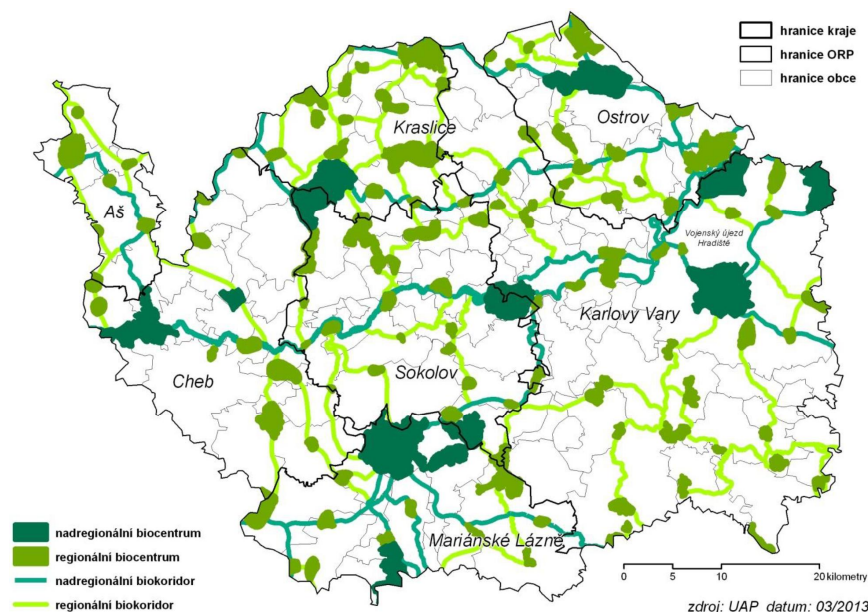 hranice kraje
hranice ORP
hranice obce
Kraslice
Ostrov
Aš
Vojenský újezd
Hradiště
Karlovy Vary
Cheb
Sokolov
Mariánské Lázně
nadregionální biocentrum
regionální biocentrum
nadregionální biokoridor
regionální biokoridor
0 5 10 20 kilometry
zdroj: UAP datum: 03/2013